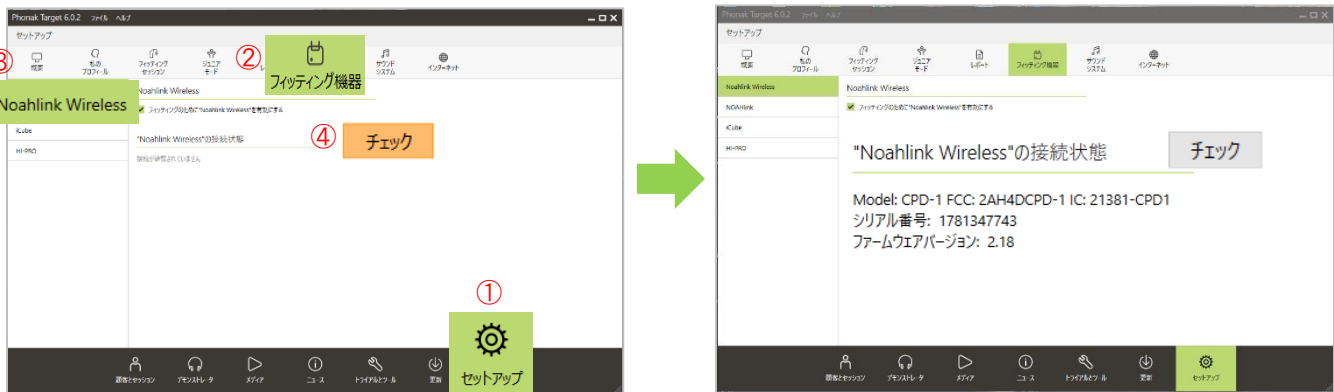 Phonak Target 6.0.2 ファイル ヘルプ
セットアップ
③ 概要
私の
プロフィール
フィッティング
セッション
ジュニア
モード
②
フィッティング機器
サウンド
システム
インターネット
Noahlink Wireless
Noahlink Wireless
フィッティングのために"Noahlink Wireless"を有効にする
iCube
HI-PRO
"Noahlink Wireless"の接続状態
④ チェック
接続が確認されていません
①
顧客とセッション
デモンストレータ
メディア
ニュース
トライアルとツール
更新
セットアップ
Phonak Target 6.0.2 ファイル ヘルプ
セットアップ
概要
私の
プロフィール
フィッティング
セッション
ジュニア
モード
レポート
フィッティング機器
サウンド
システム
インターネット
Noahlink Wireless
NOAHlink
iCube
HI-PRO
Noahlink Wireless
フィッティングのために"Noahlink Wireless"を有効にする
"Noahlink Wireless"の接続状態
チェック
Model: CPD-1 FCC: 2AH4DCPD-1 IC: 21381-CPD1
シリアル番号: 1781347743
ファームウェアバージョン: 2.18
顧客とセッション
デモンストレータ
メディア
ニュース
トライアルとツール
更新
セットアップ